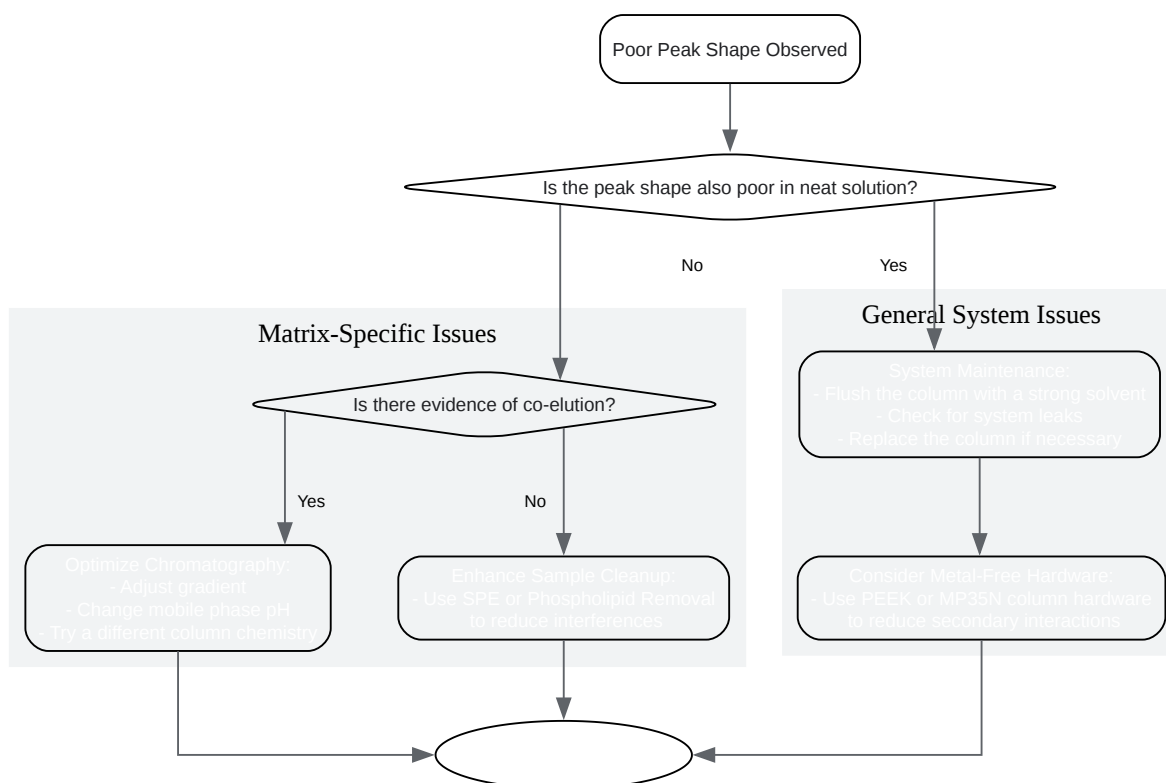 Poor Peak Shape Observed
Is the peak shape also poor in neat solution?
No
Yes
Matrix-Specific Issues
General System Issues
Is there evidence of co-elution?
System Maintenance:
- Flush the column with a strong solvent
- Check for system leaks
- Replace the column if necessary
Yes
No
Optimize Chromatography:
- Adjust gradient
- Change mobile phase pH
- Try a different column chemistry
Enhance Sample Cleanup:
- Use SPE or Phospholipid Removal
to reduce interferences
Consider Metal-Free Hardware:
- Use PEEK or MP35N column hardware
to reduce secondary interactions